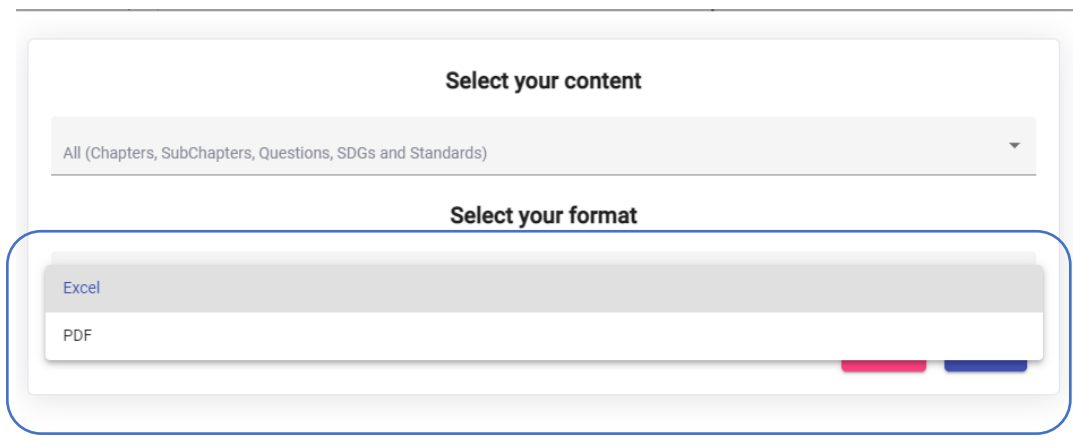 Select your content
All (Chapters, SubChapters, Questions, SDGs and Standards)
Select your format
Excel
PDF